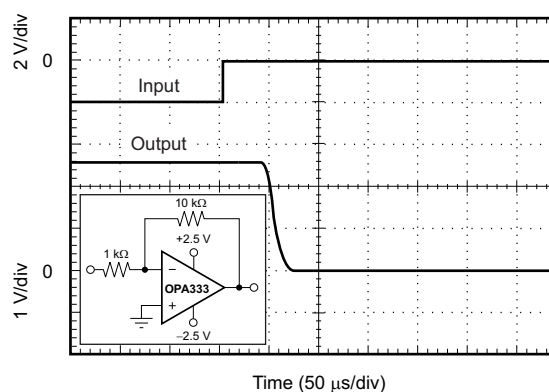 2 V/div
0
Input
Output
10 kΩ
+2.5 V
1 kΩ
−
OPA333
+
−2.5 V
0
1 V/div
Time (50 μs/div)